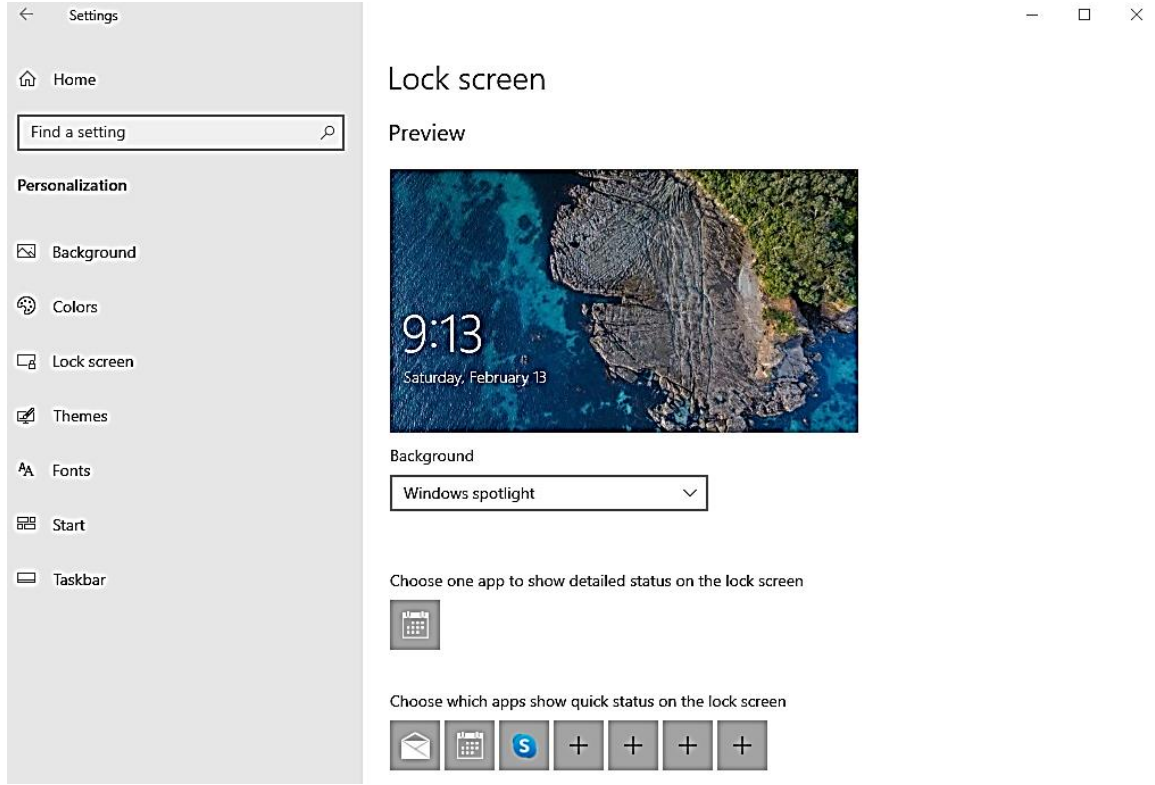 Settings
Home
Find a setting
Personalization
Background
Colors
Lock screen
Themes
Fonts
Start
Taskbar
Lock screen
Preview
9:13
Saturday, February 13
Background
Windows spotlight
Choose one app to show detailed status on the lock screen
Choose which apps show quick status on the lock screen
S